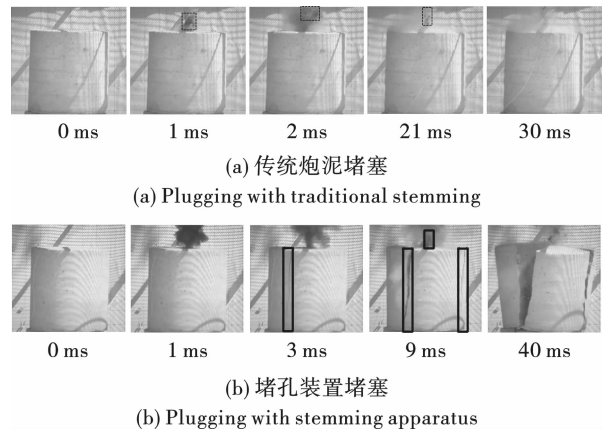 0 ms 1 ms 2 ms 21 ms 30 ms
(a) 传统炮泥堵塞
(a) Plugging with traditional stemming
0 ms 1 ms 3 ms 9 ms 40 ms
(b) 堵孔装置堵塞
(b) Plugging with stemming apparatus